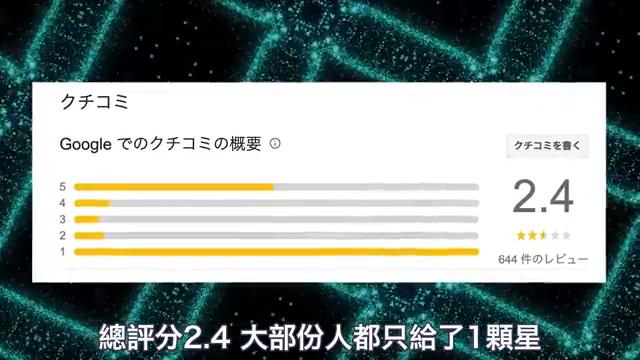 クチコミ
Google でのクチコミの概要
クチコミを書く
5
4
3
2
1
2.4
644 件のレビュー
總評分2.4 大部份人都只給了1顆星